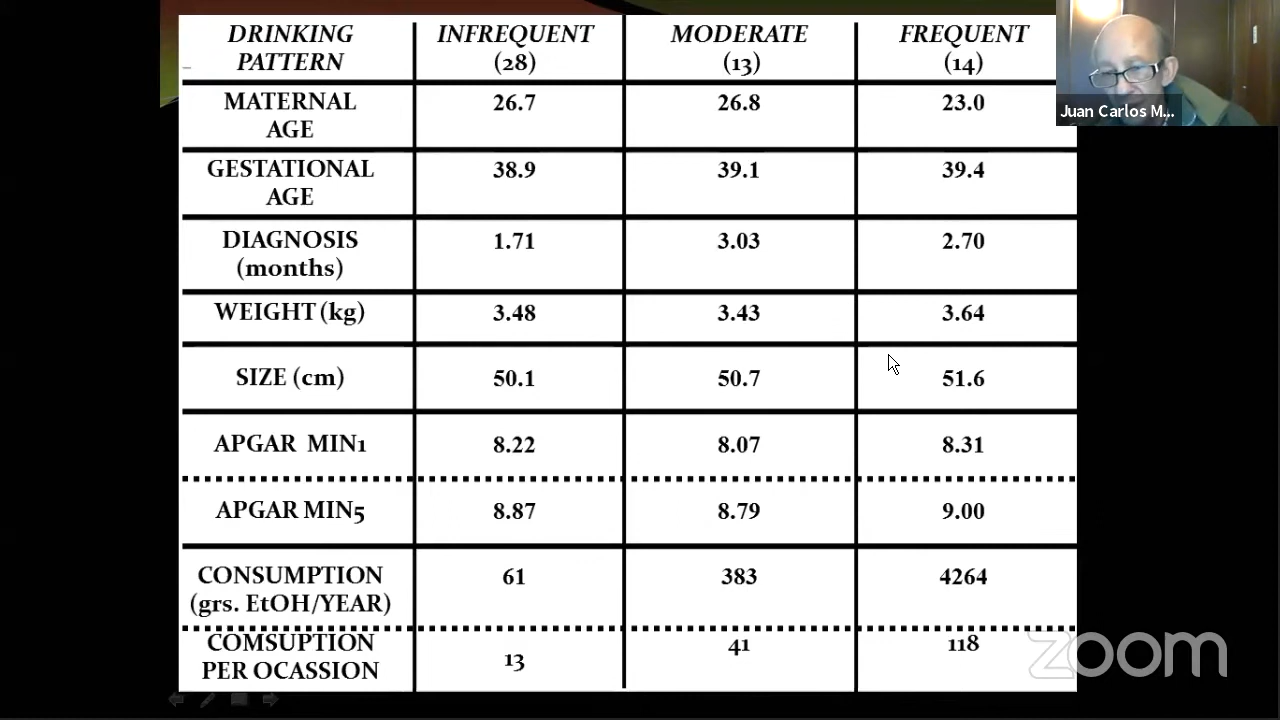 DRINKING PATTERN INFREQUENT (28) MODERATE (13) FREQUENT (14)
MATERNAL AGE 26.7 26.8 23.0
GESTATIONAL AGE 38.9 39.1 39.4
DIAGNOSIS (months) 1.71 3.03 2.70
WEIGHT (kg) 3.48 3.43 3.64
SIZE (cm) 50.1 50.7 51.6
APGAR MIN1 8.22 8.07 8.31
APGAR MIN5 8.87 8.79 9.00
CONSUMPTION (grs. EtOH/YEAR) 61 383 4264
COMSUPTION PER OCASSION 13 41 118
Juan Carlos M...
zoom